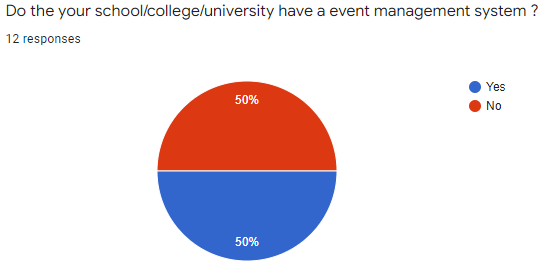 Do the your school/college/university have a event management system ?
12 responses
50%
Yes
No
50%